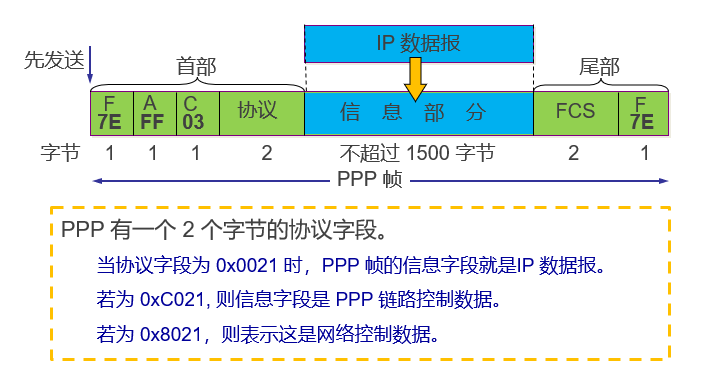 IP 数据报
先发送
首部
尾部
F A C
7E FF 03 协议 信 息 部 分 FCS F 7E
字节 1 1 1 2 不超过 1500 字节 2 1
PPP 帧
PPP 有一个 2 个字节的协议字段。
当协议字段为 0x0021 时，PPP 帧的信息字段就是IP 数据报。
若为 0xC021, 则信息字段是 PPP 链路控制数据。
若为 0x8021，则表示这是网络控制数据。